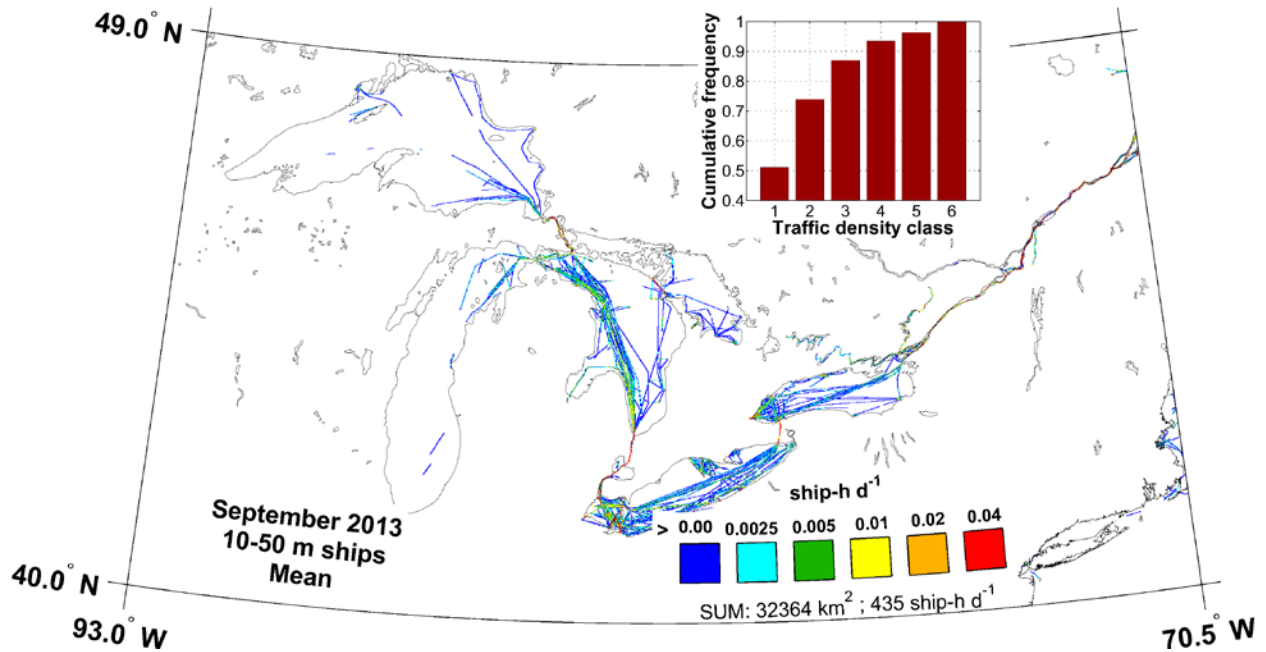 49.0° N
1
0.9
0.8
0.7
0.6
0.5
0.4
Cumulative frequency
1 2 3 4 5 6
Traffic density class
September 2013
10-50 m ships
Mean
ship-h d⁻¹
> 0.00 0.0025 0.005 0.01 0.02 0.04
SUM: 32364 km² ; 435 ship-h d⁻¹
40.0° N
93.0° W
70.5° W